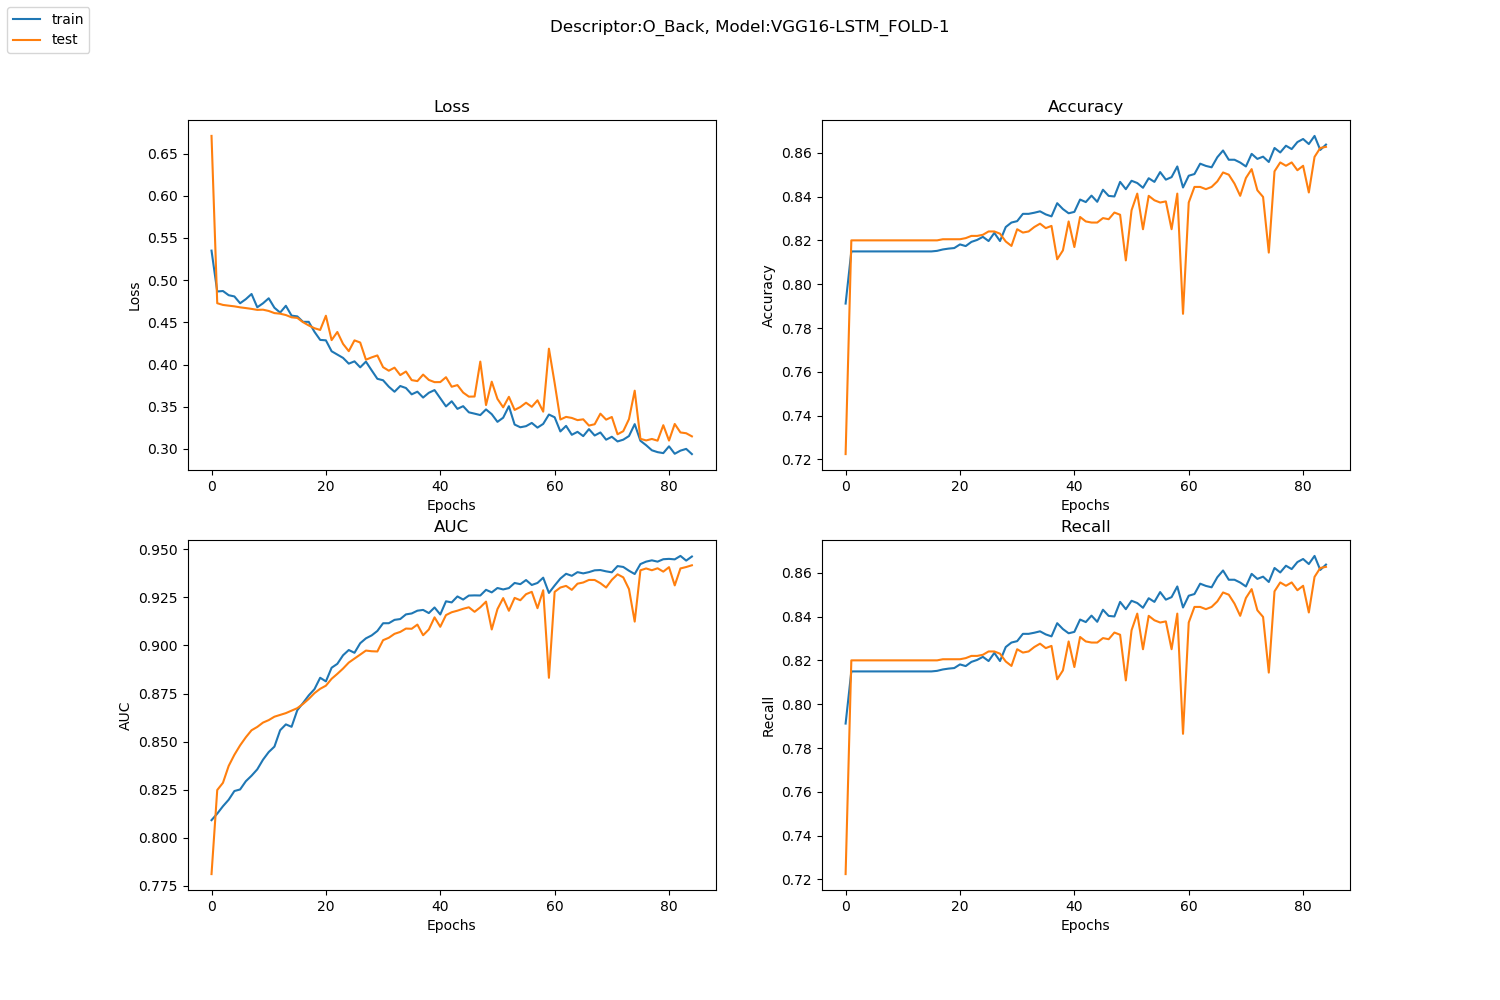 train
test
Descriptor:O_Back, Model:VGG16-LSTM_FOLD-1
Loss
0.65
0.60
0.55
0.50
0.45
0.40
0.35
0.30
Loss
0 20 40 60 80
Epochs
Accuracy
0.86
0.84
0.82
0.80
0.78
0.76
0.74
0.72
Accuracy
0 20 40 60 80
Epochs
AUC
0.950
0.925
0.900
0.875
0.850
0.825
0.800
0.775
AUC
0 20 40 60 80
Epochs
Recall
0.86
0.84
0.82
0.80
0.78
0.76
0.74
0.72
Recall
0 20 40 60 80
Epochs